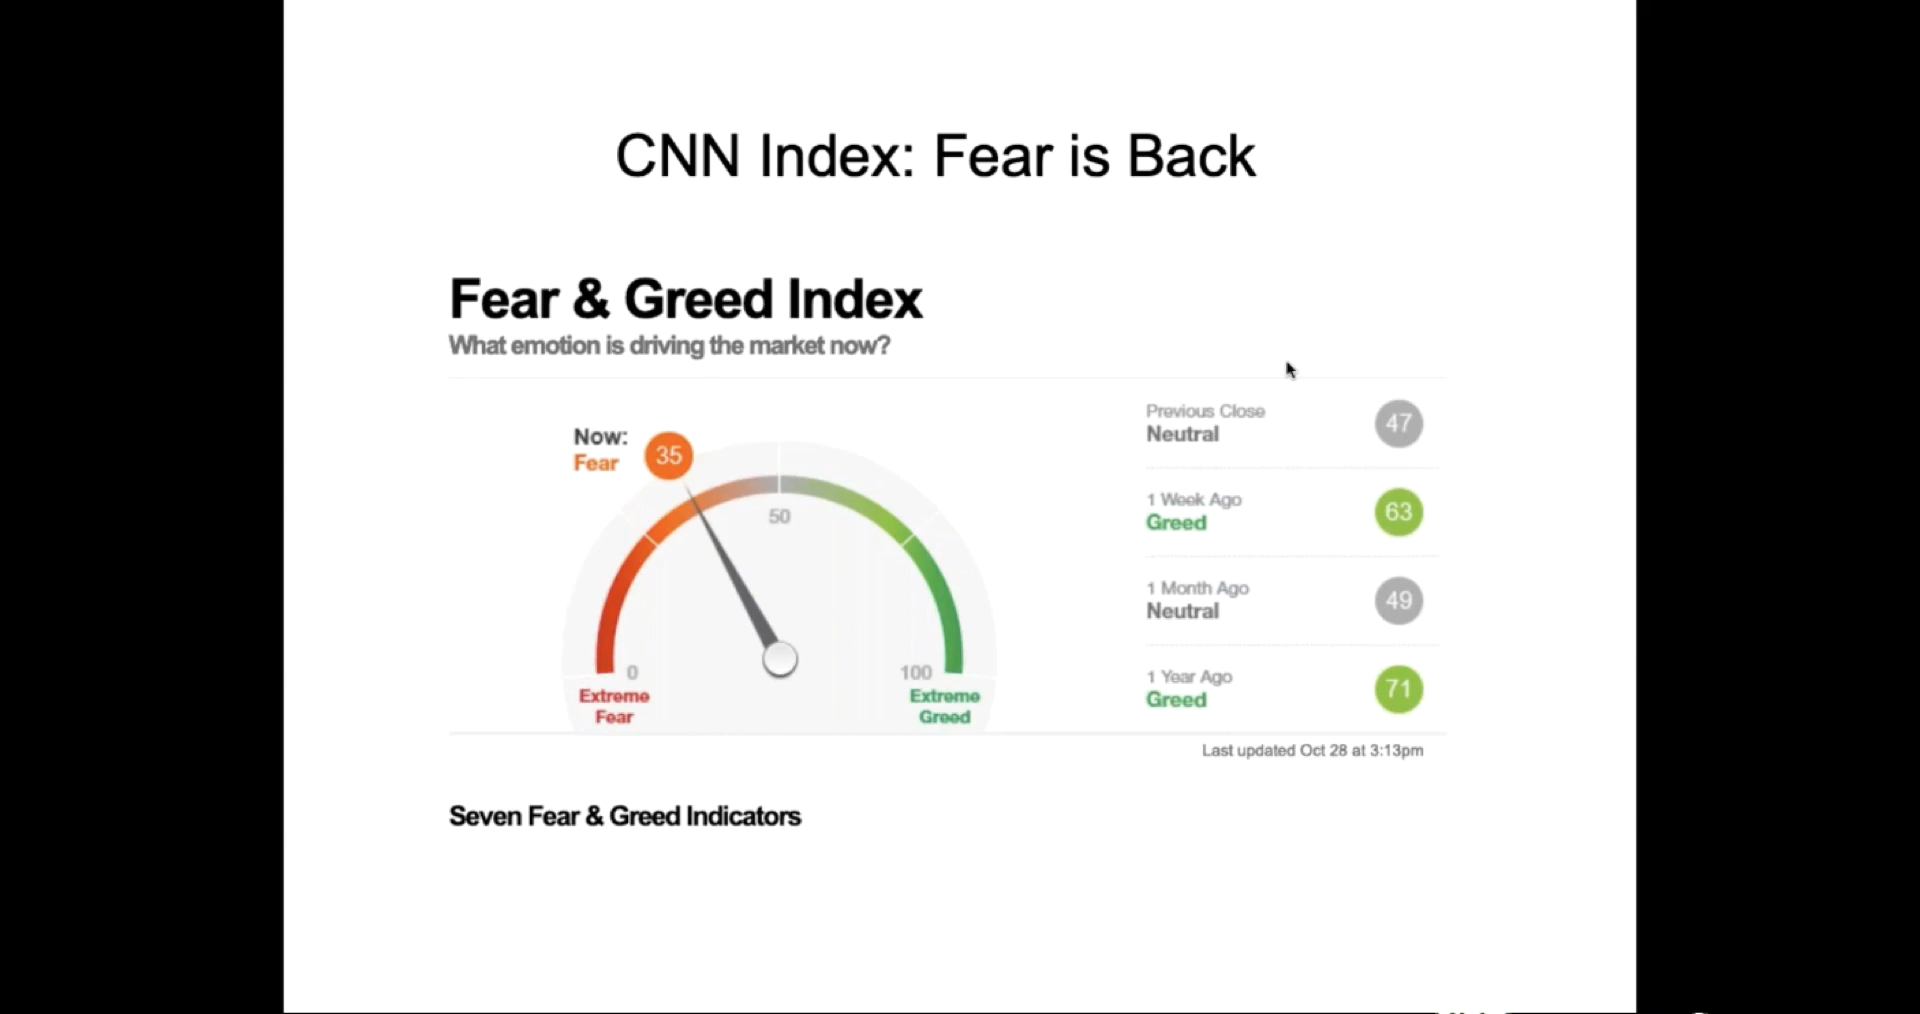 CNN Index: Fear is Back
Fear & Greed Index
What emotion is driving the market now?
Now:
Fear
35
50
0
Extreme
Fear
100
Extreme
Greed
Previous Close
Neutral
47
1 Week Ago
Greed
63
1 Month Ago
Neutral
49
1 Year Ago
Greed
71
Last updated Oct 28 at 3:13pm
Seven Fear & Greed Indicators